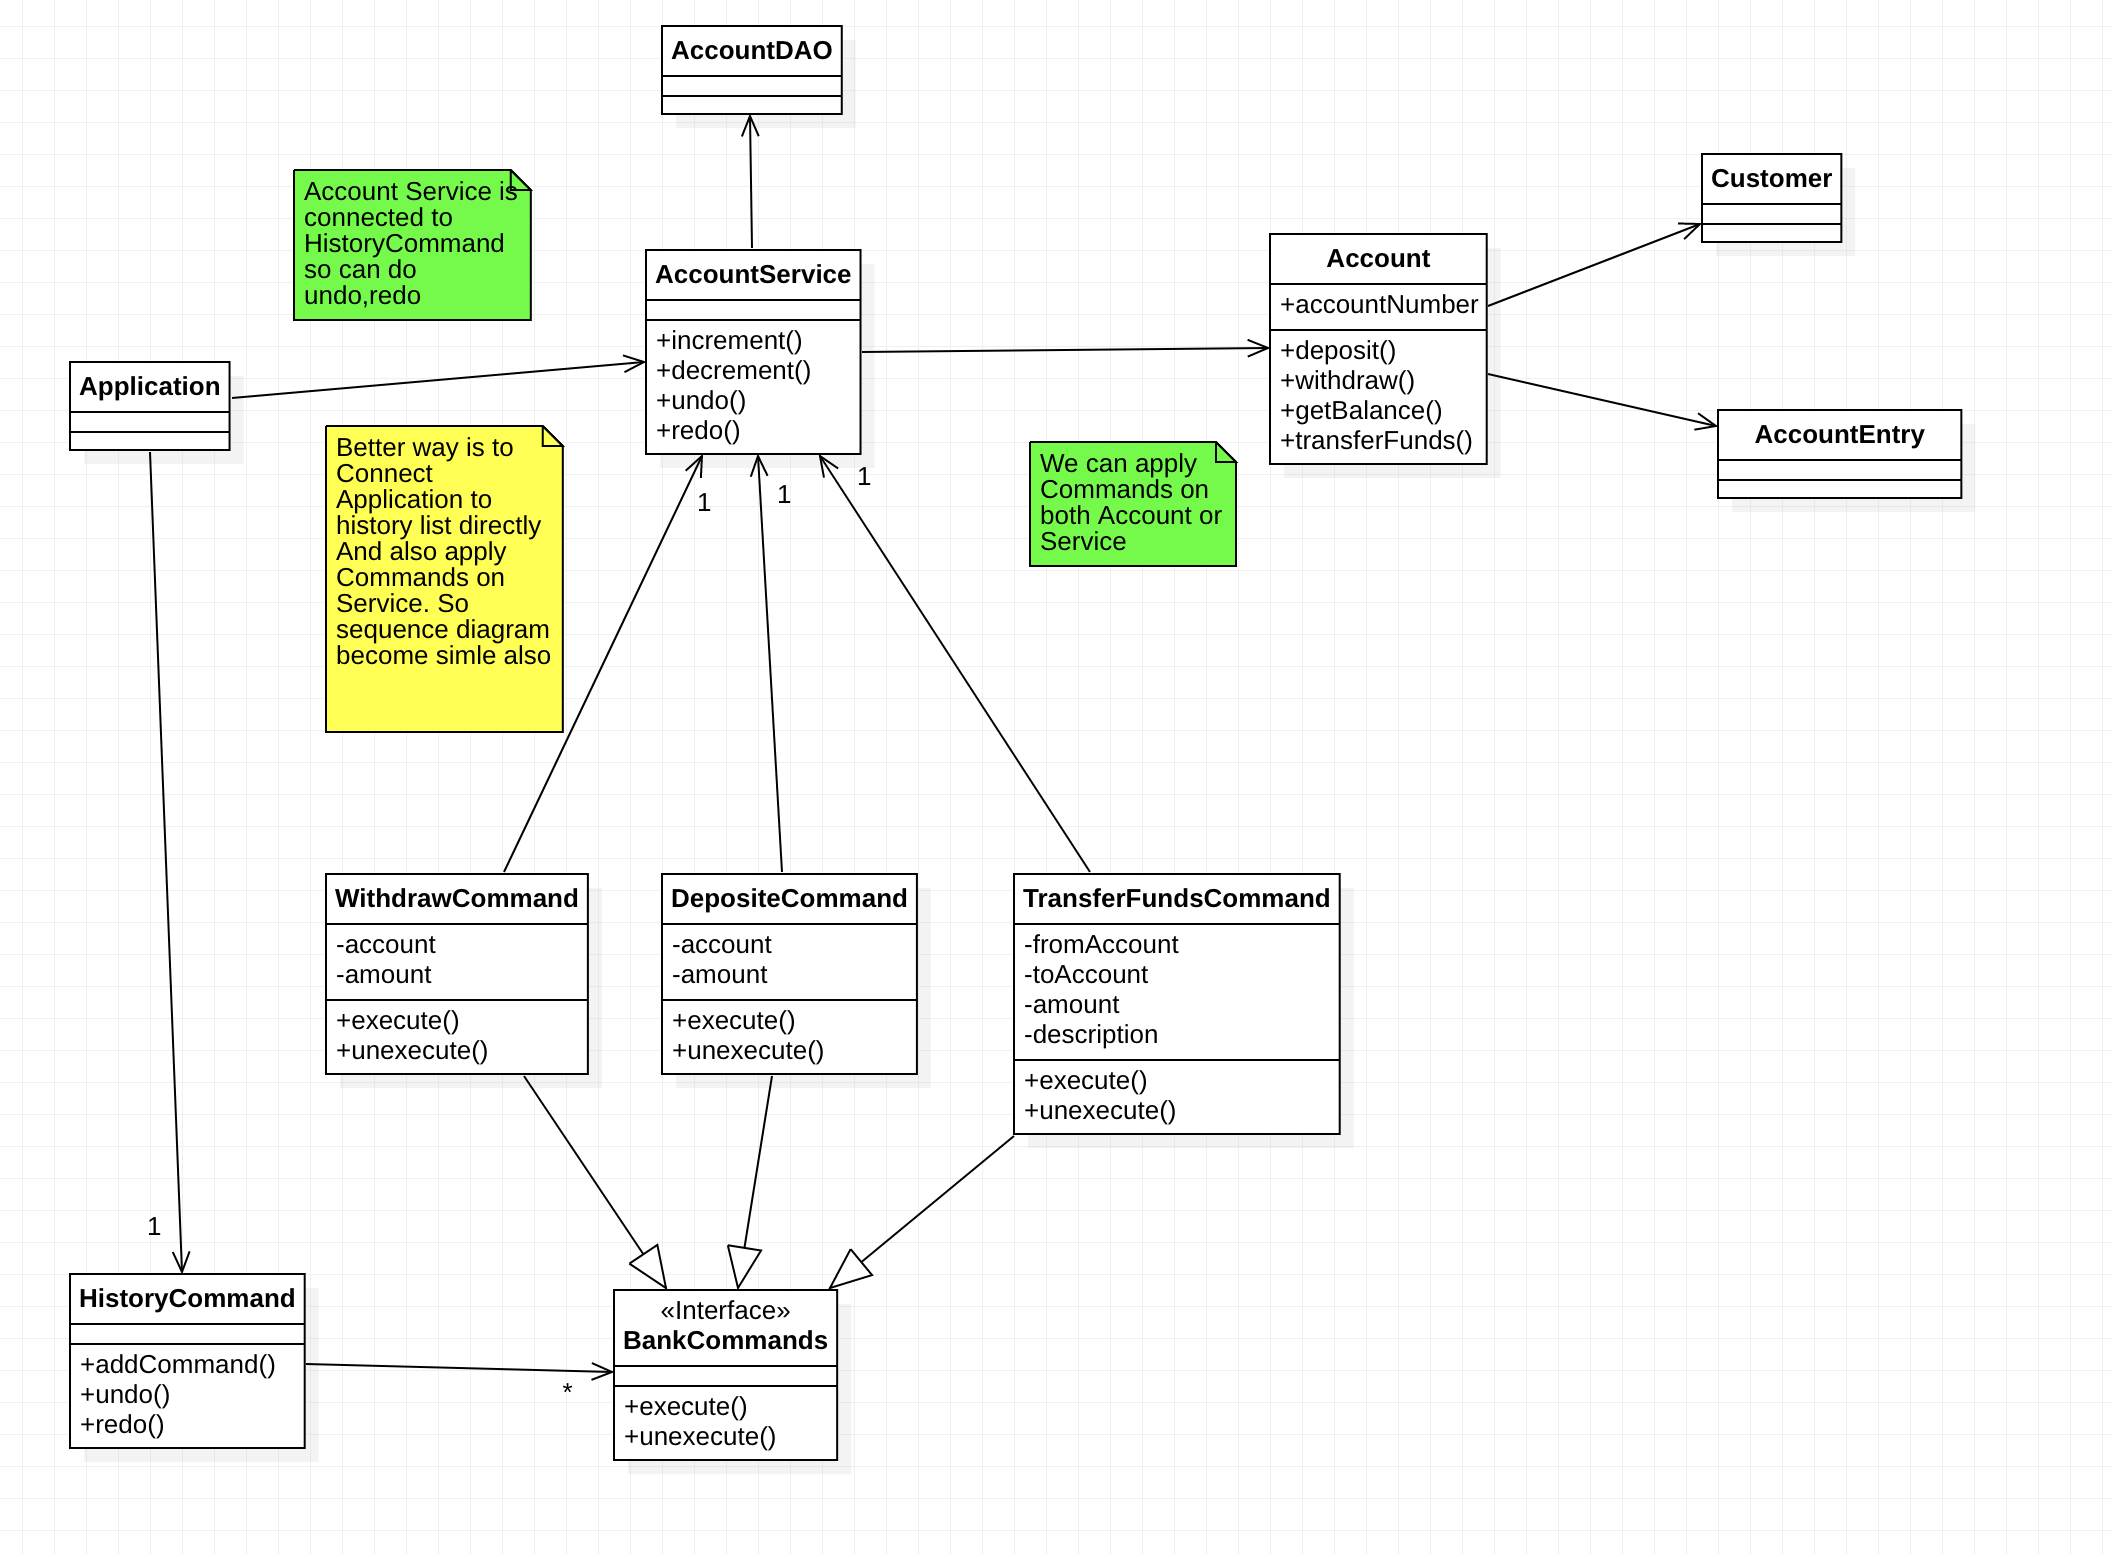 AccountDAO
Account Service is
connected to
HistoryCommand
so can do
undo,redo
Customer
AccountService
+increment()
+decrement()
+undo()
+redo()
Account
+accountNumber
+deposit()
+withdraw()
+getBalance()
+transferFunds()
Application
AccountEntry
Better way is to
Connect
Application to
history list directly
And also apply
Commands on
Service. So
sequence diagram
become simle also
1
1
1
We can apply
Commands on
both Account or
Service
WithdrawCommand
-account
-amount
+execute()
+unexecute()
DepositeCommand
-account
-amount
+execute()
+unexecute()
TransferFundsCommand
-fromAccount
-toAccount
-amount
-description
+execute()
+unexecute()
1
HistoryCommand
+addCommand()
+undo()
+redo()
*
«Interface»
BankCommands
+execute()
+unexecute()